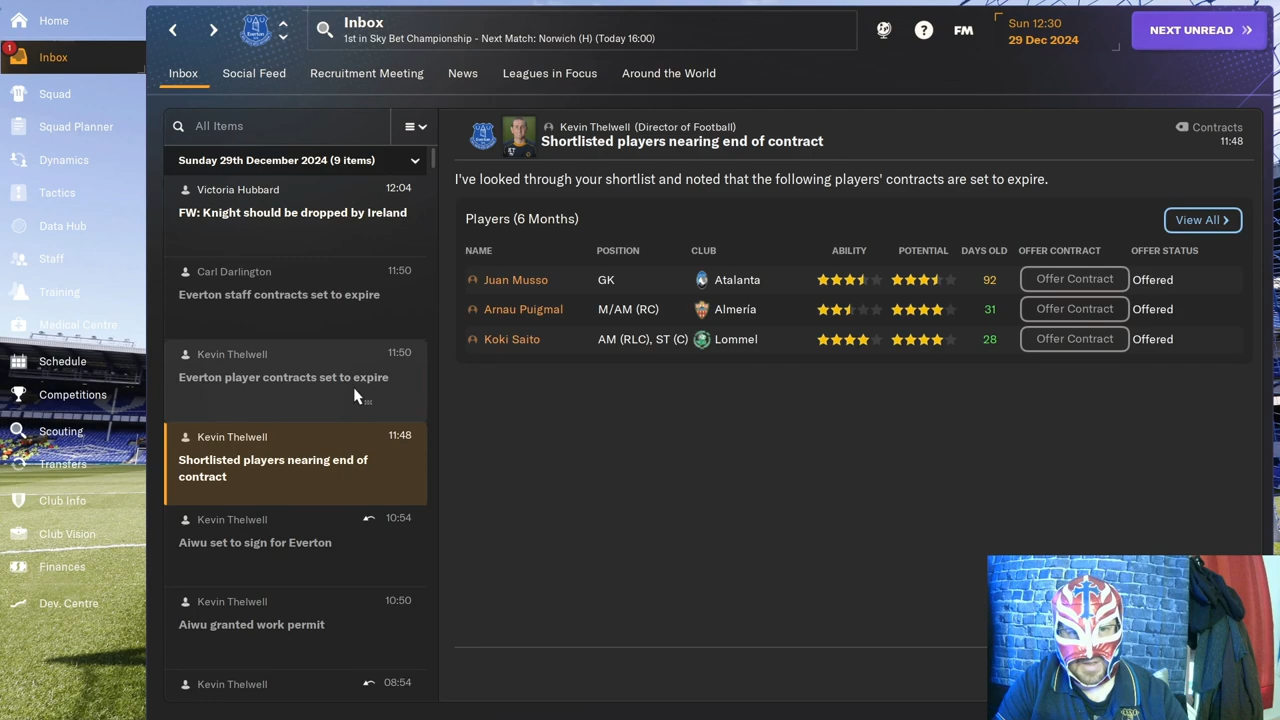 Home
1
Inbox
Squad
Squad Planner
Dynamics
Tactics
Data Hub
Staff
Training
Medical Centre
Schedule
Competitions
Scouting
Transfers
Club Info
Club Vision
Finances
Dev. Centre
Everton
Inbox
1st in Sky Bet Championship - Next Match: Norwich (H) (Today 16:00)
?
FM
Sun 12:30
29 Dec 2024
NEXT UNREAD
Inbox Social Feed Recruitment Meeting News Leagues in Focus Around the World
All Items
Sunday 29th December 2024 (9 items)
Victoria Hubbard 12:04
FW: Knight should be dropped by Ireland
Carl Darlington 11:50
Everton staff contracts set to expire
Kevin Thelwell 11:50
Everton player contracts set to expire
Kevin Thelwell 11:48
Shortlisted players nearing end of
contract
Kevin Thelwell 10:54
Aiwu set to sign for Everton
Kevin Thelwell 10:50
Aiwu granted work permit
Kevin Thelwell 08:54
Kevin Thelwell (Director of Football)
Shortlisted players nearing end of contract
Contracts
11:48
I've looked through your shortlist and noted that the following players' contracts are set to expire.
Players (6 Months)
View All
NAME POSITION CLUB ABILITY POTENTIAL DAYS OLD OFFER CONTRACT OFFER STATUS
Juan Musso GK Atalanta 92 Offer Contract Offered
Arnau Puigmal M/AM (RC) Almería 31 Offer Contract Offered
Koki Saito AM (RLC), ST (C) Lommel 28 Offer Contract Offered